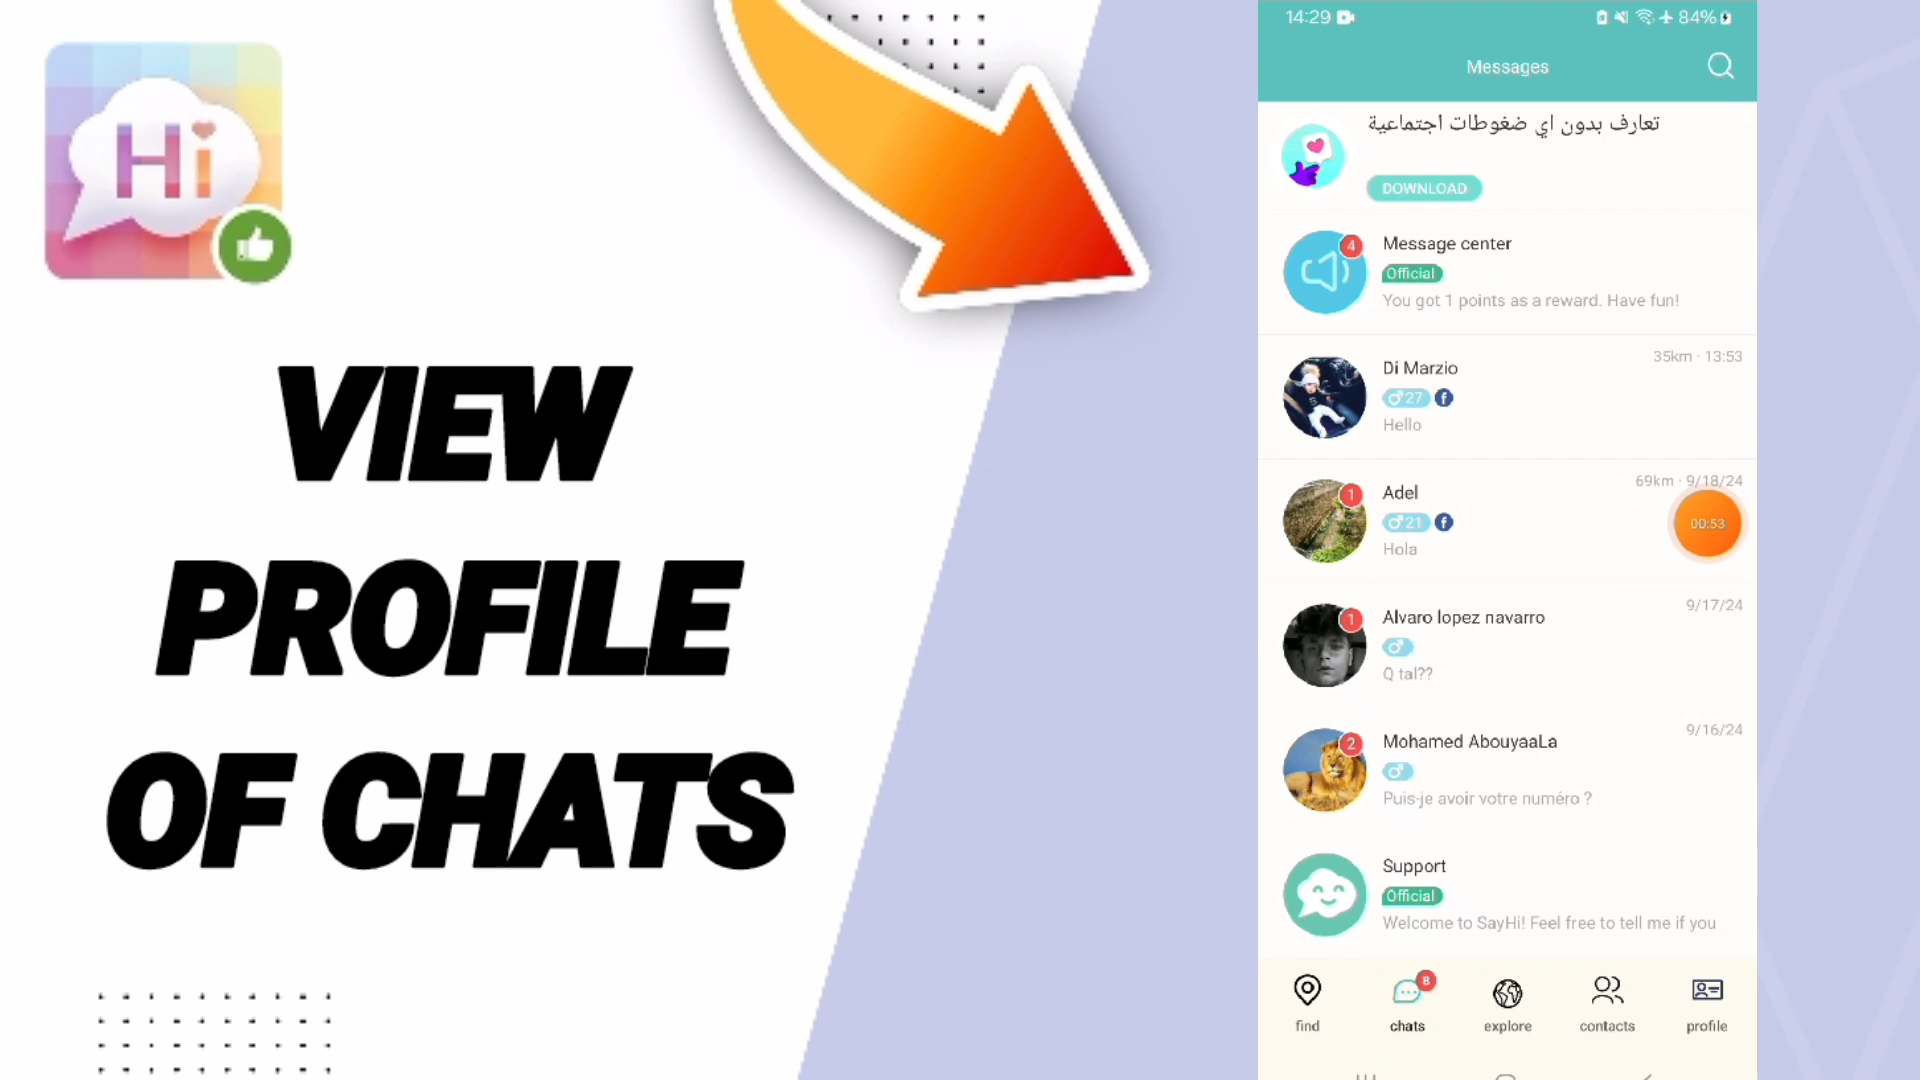 Hi
VIEW
PROFILE
OF CHATS
14:29 84%
Messages
تعارف بدون اي ضغوطات اجتماعية
DOWNLOAD
4
Message center
Official
You got 1 points as a reward. Have fun!
35km · 13:53
Di Marzio
♂27 f
Hello
69km · 9/18/24
1
Adel
♂21 f
00:53
Hola
9/17/24
1
Alvaro lopez navarro
♂
Q tal??
9/16/24
2
Mohamed AbouyaaLa
♂
Puis-je avoir votre numéro ?
Support
Official
Welcome to SayHi! Feel free to tell me if you
8
find chats explore contacts profile